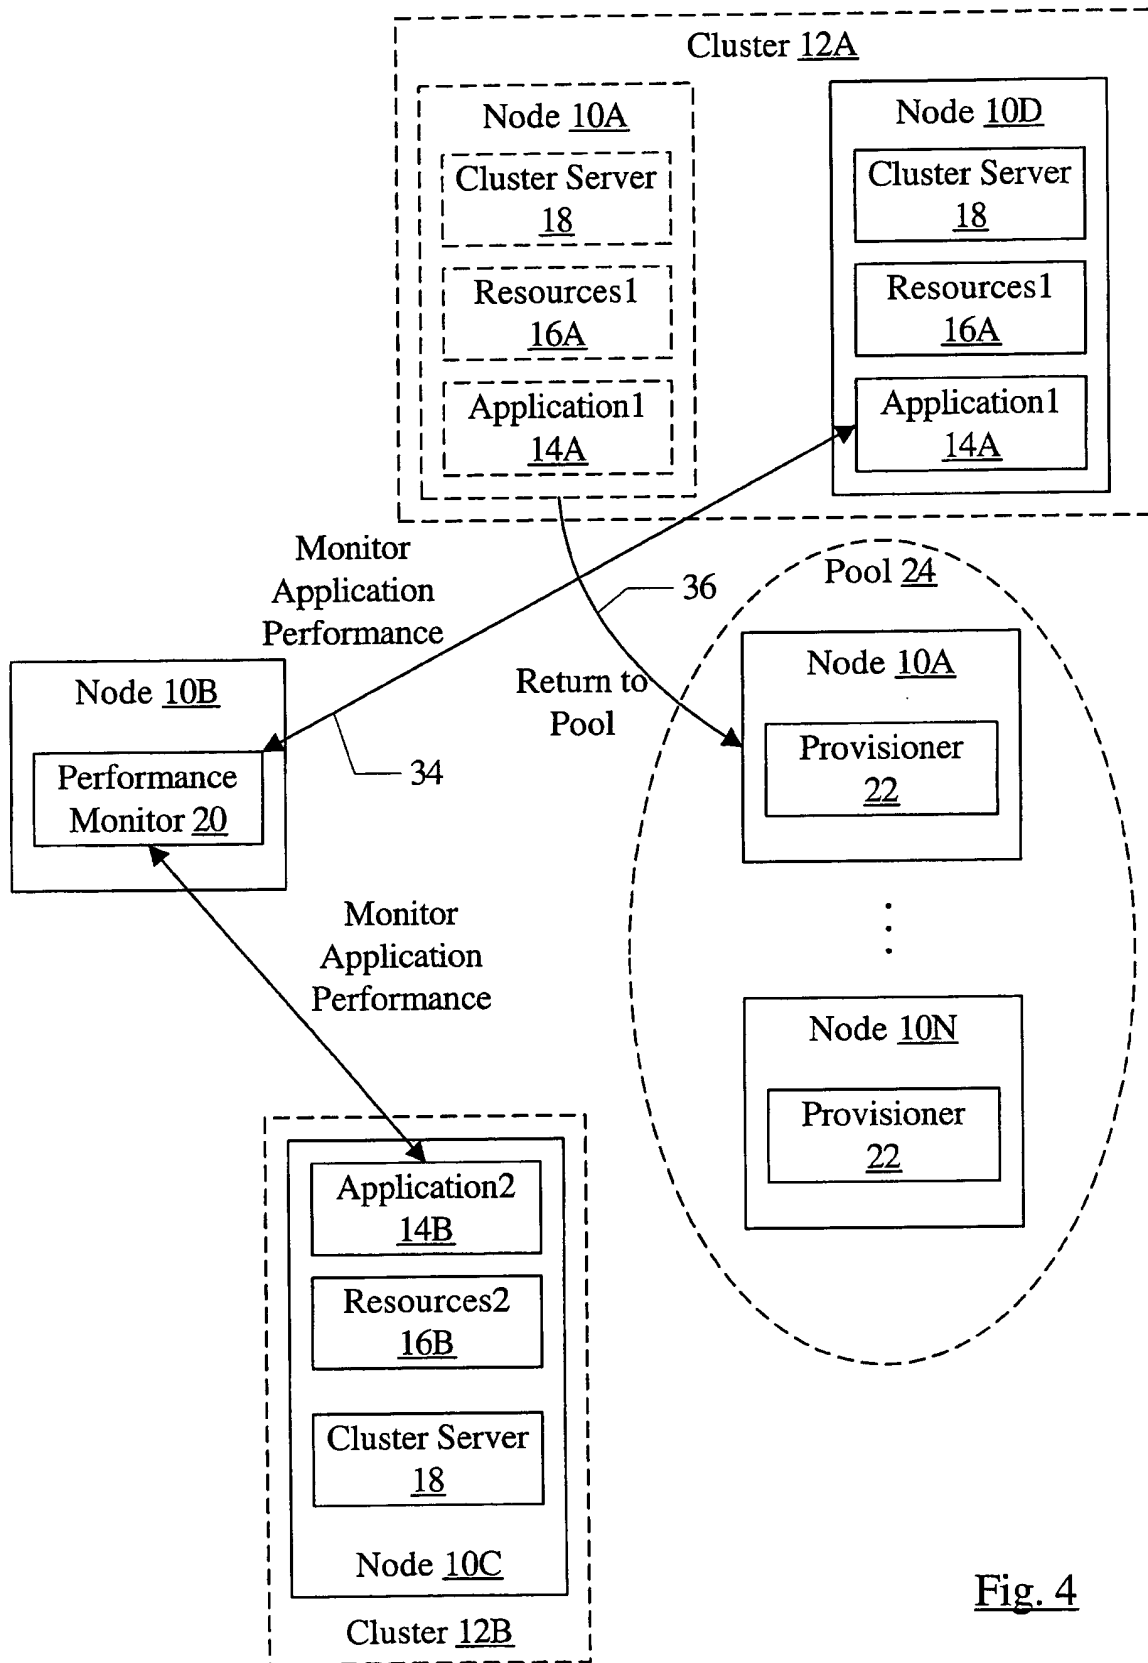 Cluster 12A
Node 10A
Cluster Server
18
Resources1
16A
Application1
14A
Node 10D
Cluster Server
18
Resources1
16A
Application1
14A
Monitor
Application
Performance
36
Return to
Pool
34
Node 10B
Performance
Monitor 20
Pool 24
Node 10A
Provisioner
22
Node 10N
Provisioner
22
Monitor
Application
Performance
Application2
14B
Resources2
16B
Cluster Server
18
Node 10C
Cluster 12B
Fig. 4